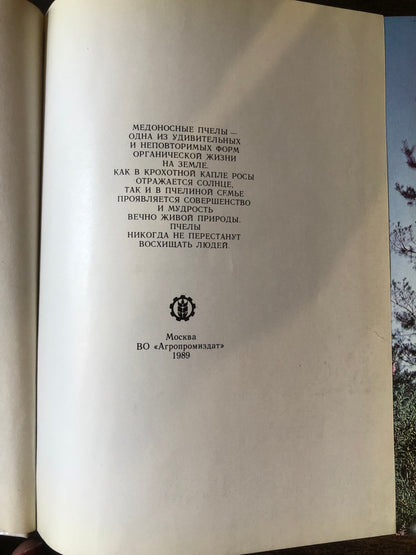 МЕДОНОСНЫЕ ПЧЕЛЫ —
ОДНА ИЗ УДИВИТЕЛЬНЫХ
И НЕПОВТОРИМЫХ ФОРМ
ОРГАНИЧЕСКОЙ ЖИЗНИ
НА ЗЕМЛЕ.
КАК В КРОХОТНОЙ КАПЛЕ РОСЫ
ОТРАЖАЕТСЯ СОЛНЦЕ,
ТАК И В ПЧЕЛИНОЙ СЕМЬЕ
ПРОЯВЛЯЕТСЯ СОВЕРШЕНСТВО
И МУДРОСТЬ
ВЕЧНО ЖИВОЙ ПРИРОДЫ.
ПЧЕЛЫ
НИКОГДА НЕ ПЕРЕСТАНУТ
ВОСХИЩАТЬ ЛЮДЕЙ.
Москва
ВО «Агропромиздат»
1989